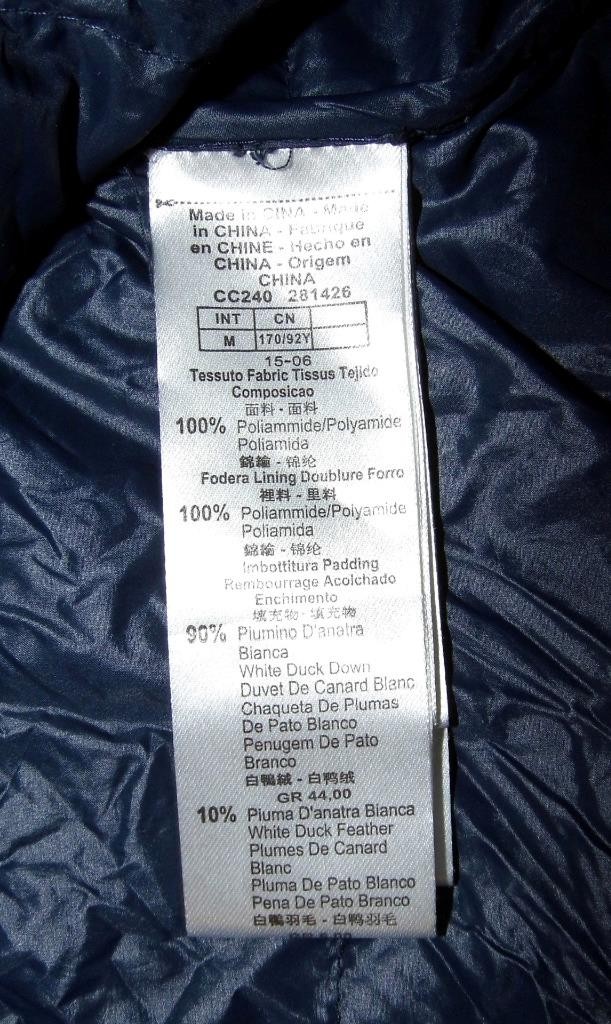 Made in CINA - Made
in CHINA - Fabrique
en CHINE - Hecho en
CHINA - Origem
CHINA
CC240 281426
INT CN
M 170/92Y
15-06
Tessuto Fabric Tissus Tejido
Composicao
面料 - 面料
100% Poliammide/Polyamide
Poliamida
錦綸 - 锦纶
Fodera Lining Doublure Forro
裡料 - 里料
100% Poliammide/Polyamide
Poliamida
錦綸 - 锦纶
Imbottitura Padding
Rembourrage Acolchado
Enchimento
填充物 - 填充物
90% Piumino D'anatra
Bianca
White Duck Down
Duvet De Canard Blanc
Chaqueta De Plumas
De Pato Blanco
Penugem De Pato
Branco
白鴨絨 - 白鸭绒
GR 44,00
10% Piuma D'anatra Bianca
White Duck Feather
Plumes De Canard
Blanc
Pluma De Pato Blanco
Pena De Pato Branco
白鴨羽毛 - 白鸭羽毛